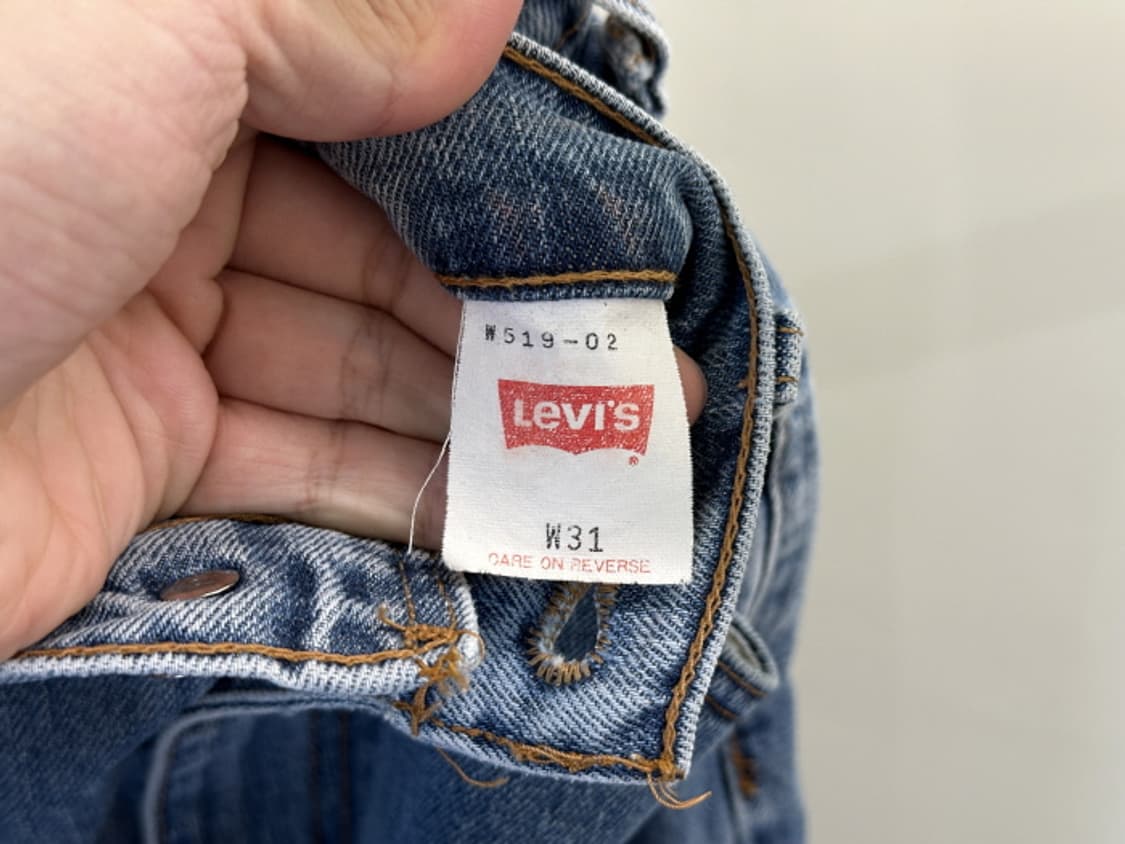 W519-02
Levi's
®
W31
CARE ON REVERSE